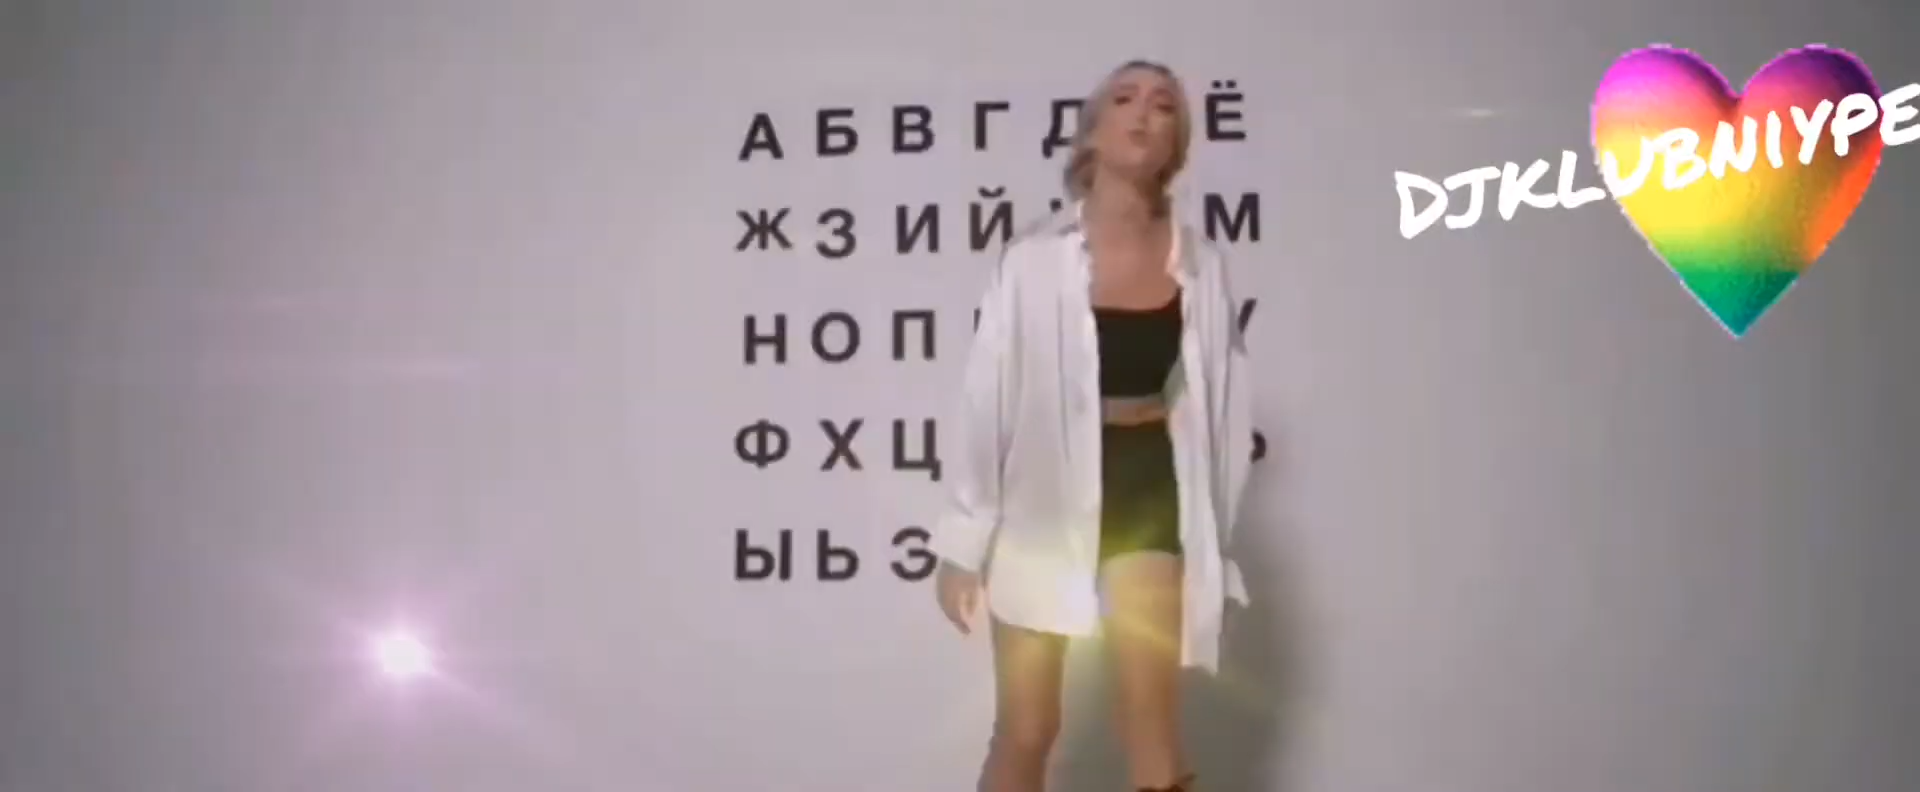 А Б В Г Д Ё
Ж З И Й М
Н О П У
Ф Х Ц
Ы Ь Э
DJKLUBNIYPE